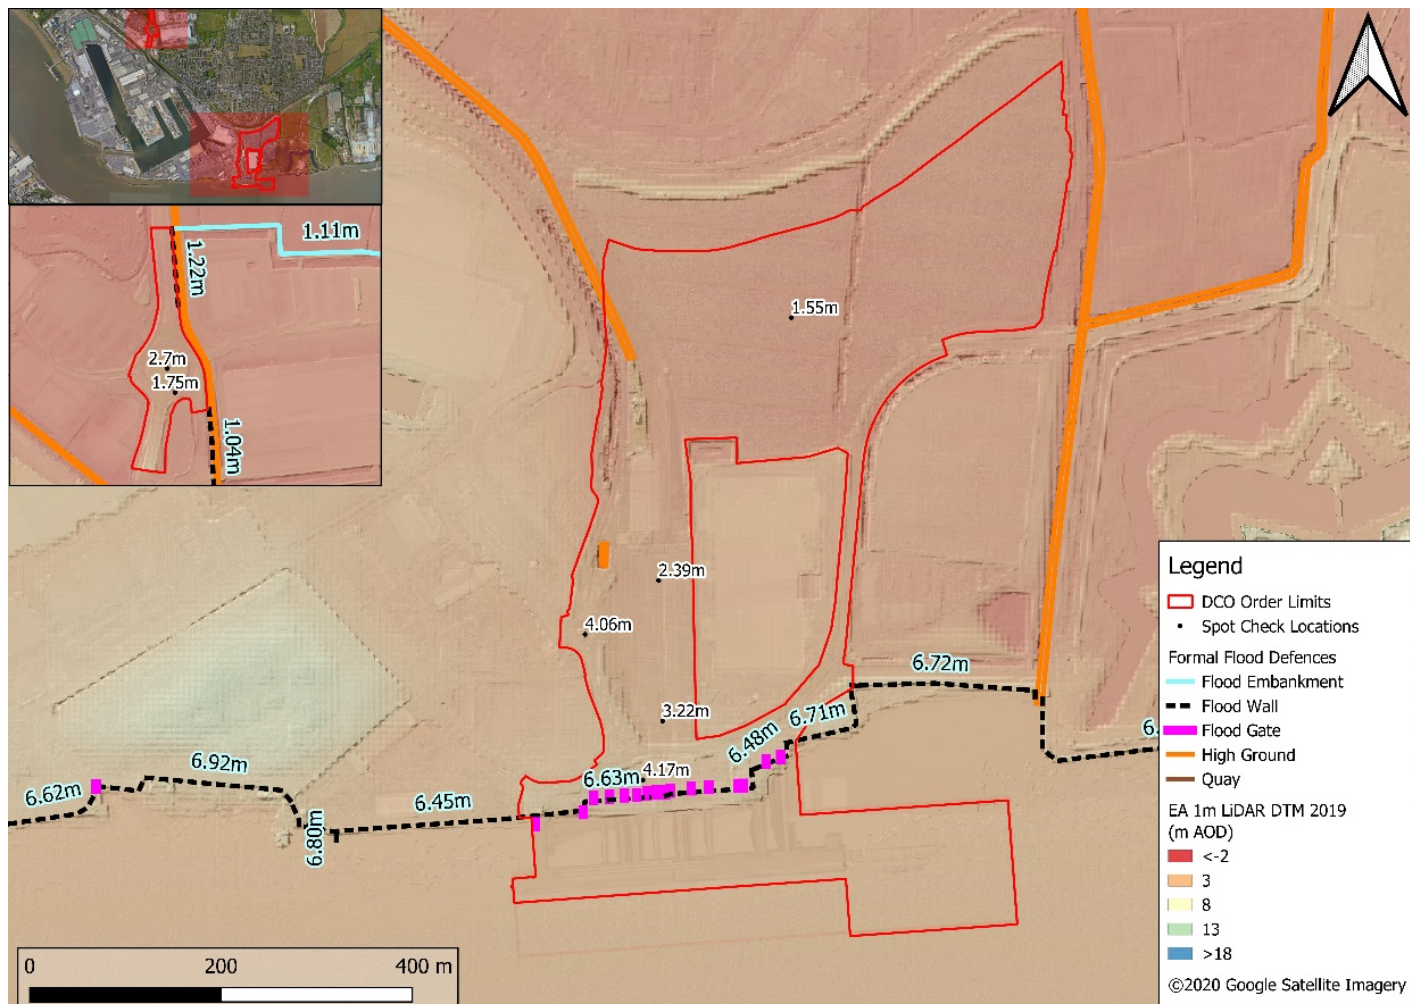 1.11m
1.22m
2.7m
1.75m
1.04m
1.55m
2.39m
4.06m
3.22m
6.72m
6.71m
6.48m
4.17m
6.63m
6.92m
6.62m
6.45m
6.80m
6.
Legend
DCO Order Limits
Spot Check Locations
Formal Flood Defences
Flood Embankment
Flood Wall
Flood Gate
High Ground
Quay
EA 1m LiDAR DTM 2019
(m AOD)
<-2
3
8
13
>18
©2020 Google Satellite Imagery
0 200 400 m